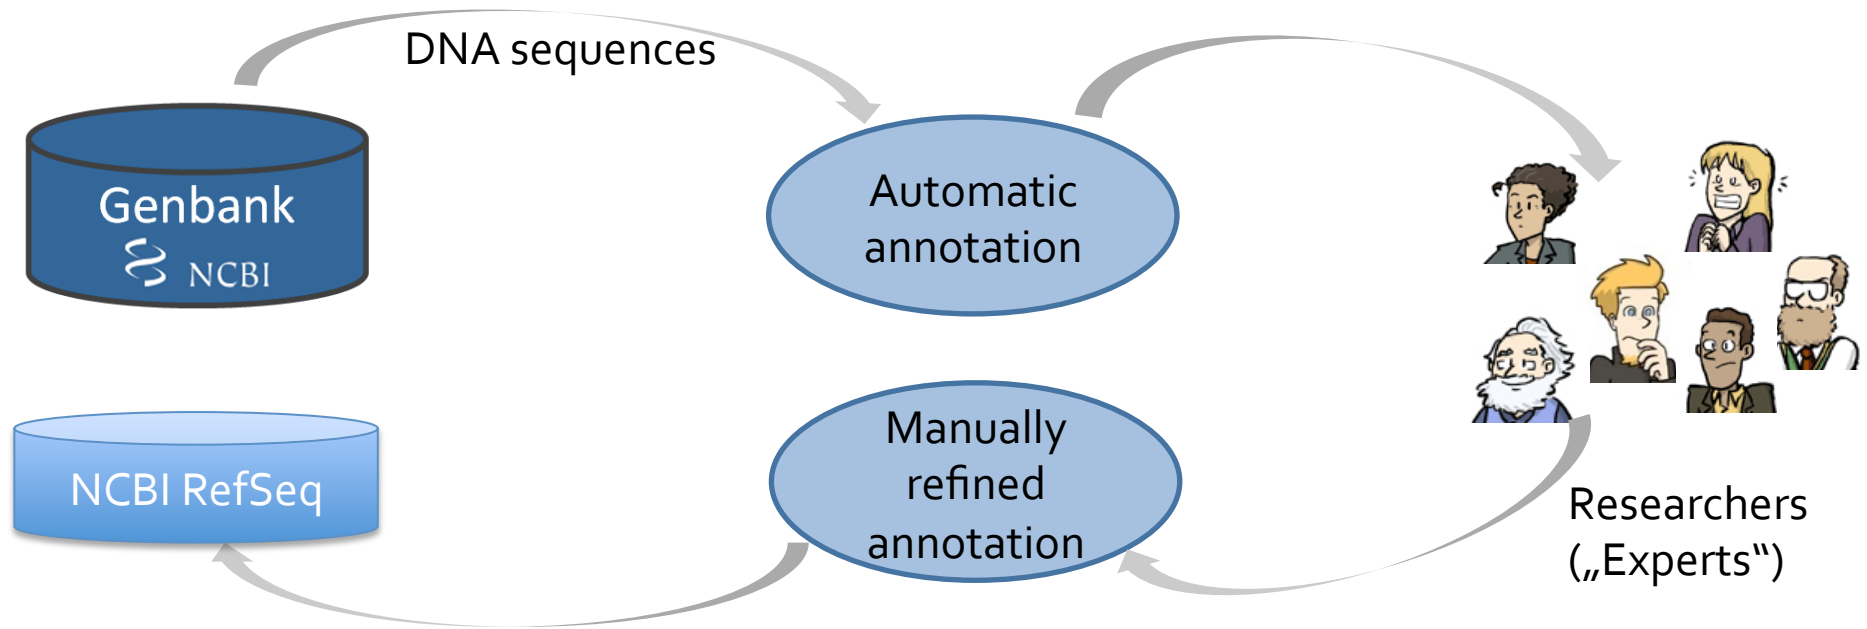 DNA sequences
Genbank
NCBI
Automatic
annotation
Manually
refined
annotation
NCBI RefSeq
Researchers
(„Experts“)